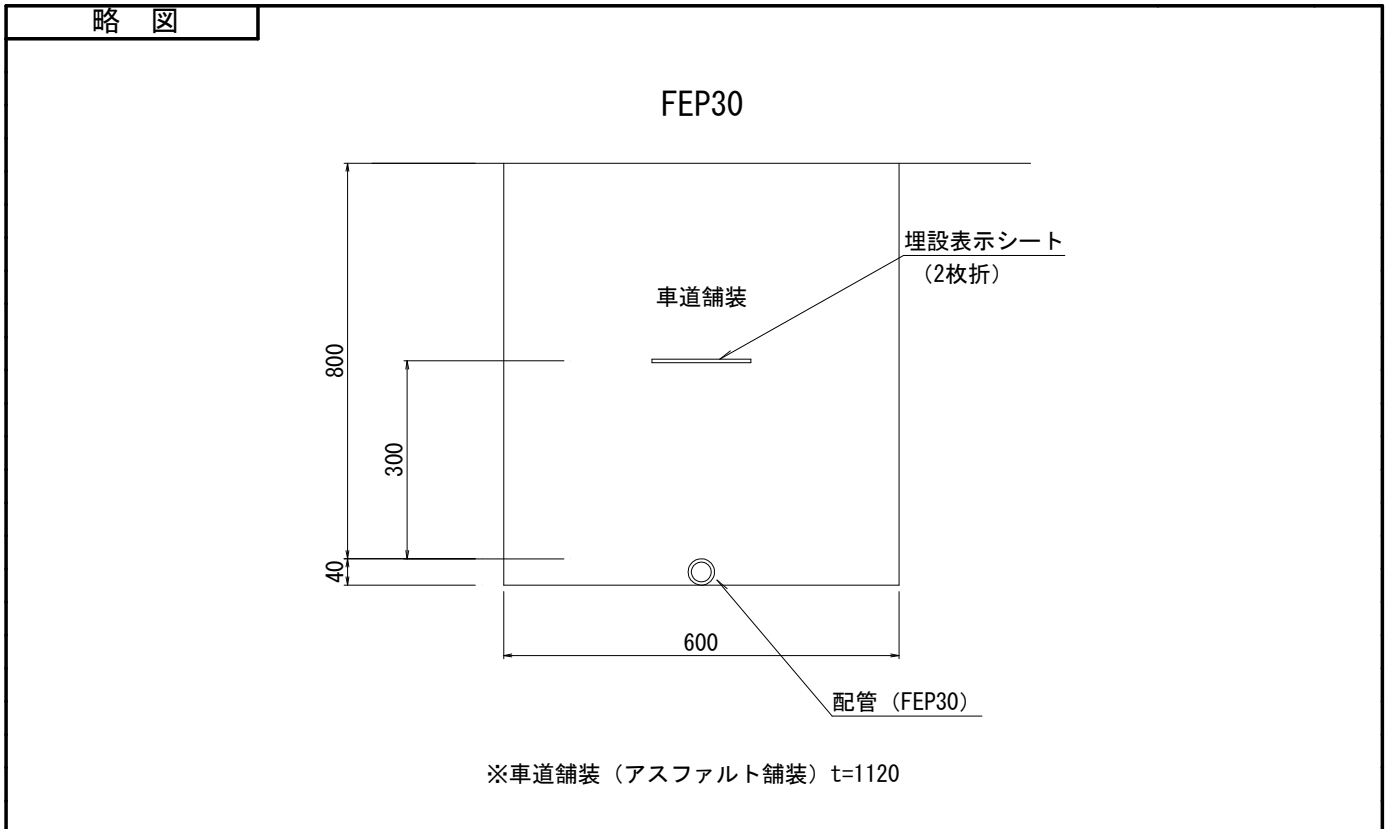 略 図
FEP30
埋設表示シート
（2枚折）
車道舗装
800
300
40
600
配管（FEP30）
※車道舗装（アスファルト舗装）t=1120